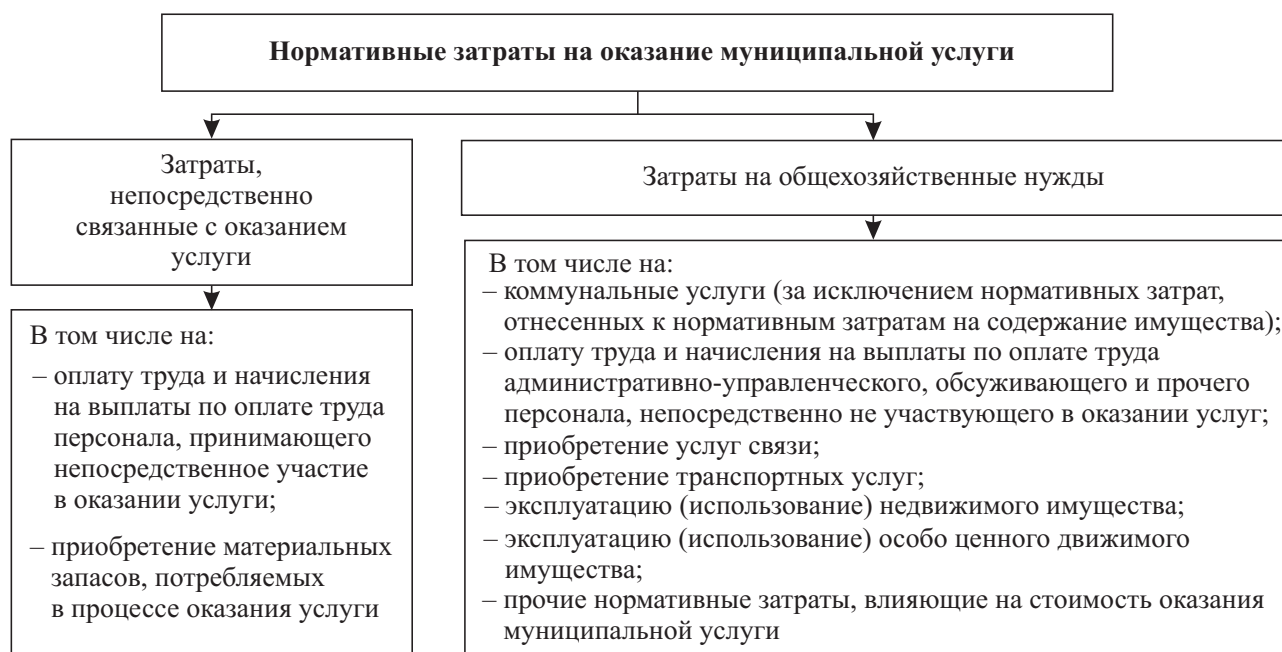 Нормативные затраты на оказание муниципальной услуги
Затраты,
непосредственно
связанные с оказанием
услуги
В том числе на:
– оплату труда и начисления
на выплаты по оплате труда
персонала, принимающего
непосредственное участие
в оказании услуги;
– приобретение материальных
запасов, потребляемых
в процессе оказания услуги
Затраты на общехозяйственные нужды
В том числе на:
– коммунальные услуги (за исключением нормативных затрат,
отнесенных к нормативным затратам на содержание имущества);
– оплату труда и начисления на выплаты по оплате труда
административно-управленческого, обсуживающего и прочего
персонала, непосредственно не участвующего в оказании услуг;
– приобретение услуг связи;
– приобретение транспортных услуг;
– эксплуатацию (использование) недвижимого имущества;
– эксплуатацию (использование) особо ценного движимого
имущества;
– прочие нормативные затраты, влияющие на стоимость оказания
муниципальной услуги